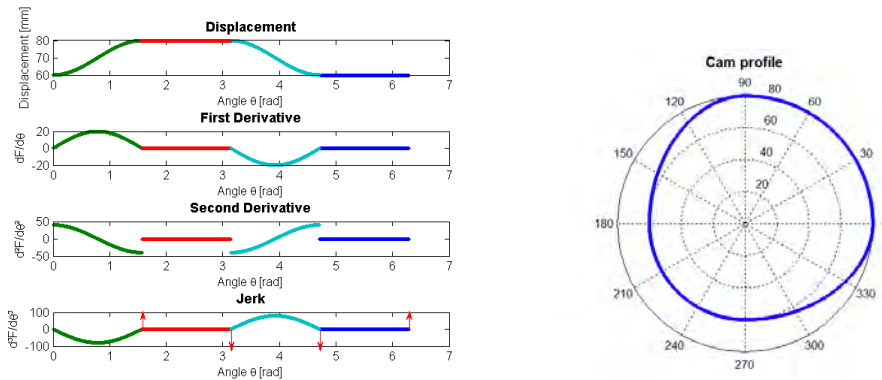 Displacement
Displacement [mm]
80
70
60
0 1 2 3 4 5 6 7
Angle θ [rad]
First Derivative
dF/dθ
20
0
-20
0 1 2 3 4 5 6 7
Angle θ [rad]
Second Derivative
d²F/dθ²
50
0
-50
0 1 2 3 4 5 6 7
Angle θ [rad]
Jerk
d³F/dθ³
100
0
-100
0 1 2 3 4 5 6 7
Angle θ [rad]
Cam profile
90
120 80 60
60
150 40 30
20
180 0
210 330
240 300
270